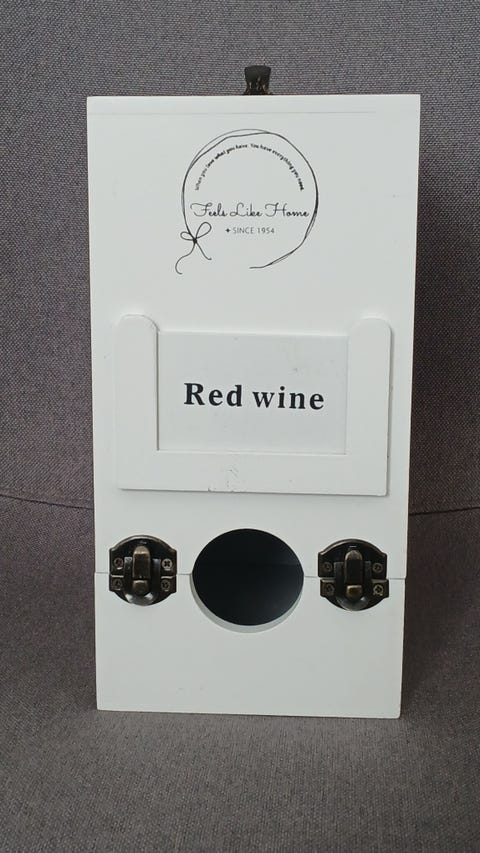 When you love what you have. You have everything you need.
Feels Like Home
SINCE 1954
Red wine